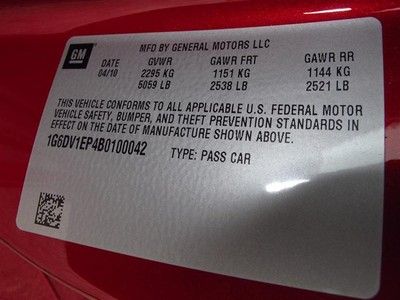 GM
MFD BY GENERAL MOTORS LLC
DATE GVWR GAWR FRT GAWR RR
04/10 2295 KG 1151 KG 1144 KG
5059 LB 2538 LB 2521 LB
THIS VEHICLE CONFORMS TO ALL APPLICABLE U.S. FEDERAL MOTOR
VEHICLE SAFETY, BUMPER, AND THEFT PREVENTION STANDARDS IN
EFFECT ON THE DATE OF MANUFACTURE SHOWN ABOVE.
1G6DV1EP4B0100042 TYPE: PASS CAR